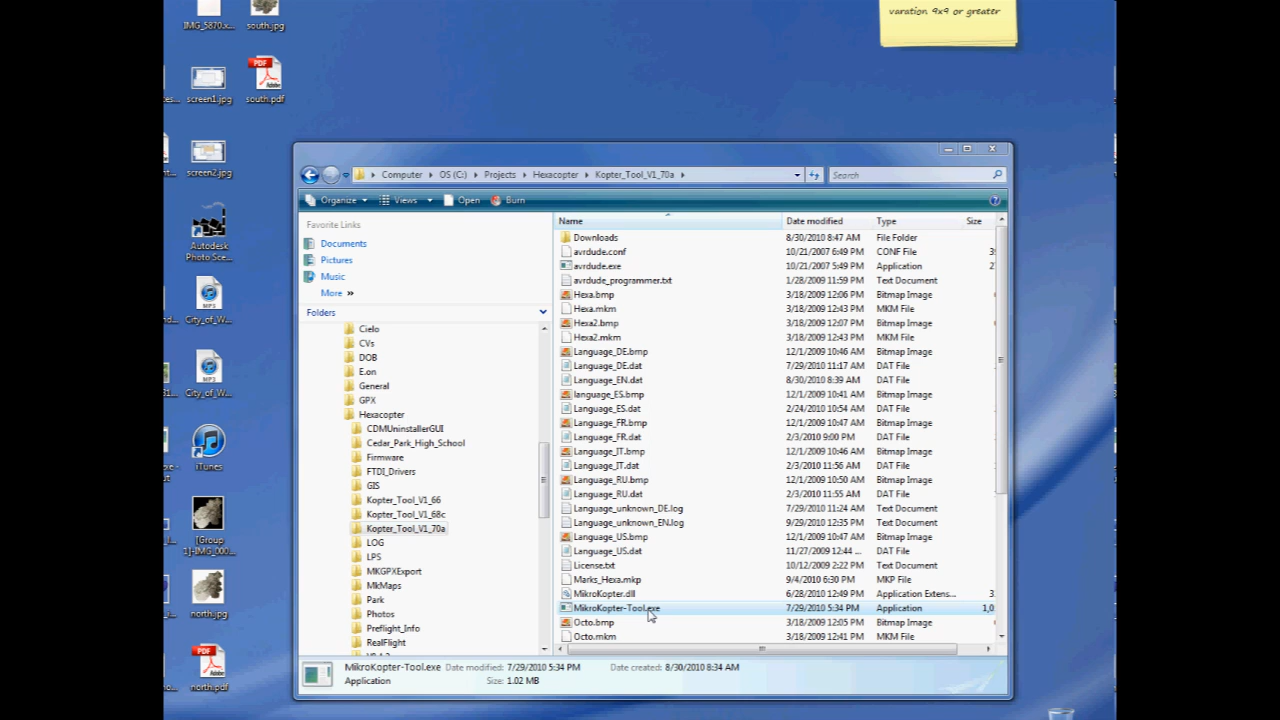 IMG_5870.x...
south.jpg
varation 9x9 or greater
PDF
Adobe
screen1.jpg
south.pdf
screen2.jpg
Autodesk
Photo Sce...
MP3
City_of_W...
MP3
City_of_W...
iTunes
[Group
1]-IMG_000...
north.jpg
PDF
Adobe
north.pdf
Computer OS (C:) Projects Hexacopter Kopter_Tool_V1_70a
Search
Organize Views Open Burn
Favorite Links
Documents
Pictures
Music
More »
Folders
Cielo
CVs
DOB
E.on
General
GPX
Hexacopter
CDMUninstallerGUI
Cedar_Park_High_School
Firmware
FTDI_Drivers
GIS
Kopter_Tool_V1_66
Kopter_Tool_V1_68c
Kopter_Tool_V1_70a
LOG
LPS
MKGPXExport
MkMaps
Park
Photos
Preflight_Info
RealFlight
Name Date modified Type Size
Downloads 8/30/2010 8:47 AM File Folder
avrdude.conf 10/21/2007 6:49 PM CONF File
avrdude.exe 10/21/2007 5:49 PM Application
avrdude_programmer.txt 1/28/2009 11:59 PM Text Document
Hexa.bmp 3/18/2009 12:06 PM Bitmap Image
Hexa.mkm 3/18/2009 12:43 PM MKM File
Hexa2.bmp 3/18/2009 12:07 PM Bitmap Image
Hexa2.mkm 3/18/2009 12:43 PM MKM File
Language_DE.bmp 12/1/2009 10:46 AM Bitmap Image
Language_DE.dat 7/29/2010 11:17 AM DAT File
Language_EN.dat 8/30/2010 8:39 AM DAT File
language_ES.bmp 12/1/2009 10:41 AM Bitmap Image
Language_ES.dat 2/24/2010 10:54 AM DAT File
Language_FR.bmp 12/1/2009 10:47 AM Bitmap Image
Language_FR.dat 2/3/2010 9:00 PM DAT File
Language_IT.bmp 12/1/2009 10:46 AM Bitmap Image
Language_IT.dat 2/3/2010 11:56 AM DAT File
Language_RU.bmp 12/1/2009 10:50 AM Bitmap Image
Language_RU.dat 2/3/2010 11:55 AM DAT File
Language_unknown_DE.log 7/29/2010 11:24 AM Text Document
Language_unknown_EN.log 9/29/2010 12:35 PM Text Document
Language_US.bmp 12/1/2009 10:47 AM Bitmap Image
Language_US.dat 11/27/2009 12:44 ... DAT File
License.txt 10/12/2009 2:22 PM Text Document
Marks_Hexa.mkp 9/4/2010 6:30 PM MKP File
MikroKopter.dll 6/28/2010 12:49 PM Application Extens... 3
MikroKopter-Tool.exe 7/29/2010 5:34 PM Application 1,0
Octo.bmp 3/18/2009 12:05 PM Bitmap Image
Octo.mkm 3/18/2009 12:41 PM MKM File
MikroKopter-Tool.exe Date modified: 7/29/2010 5:34 PM Date created: 8/30/2010 8:34 AM
Application Size: 1.02 MB